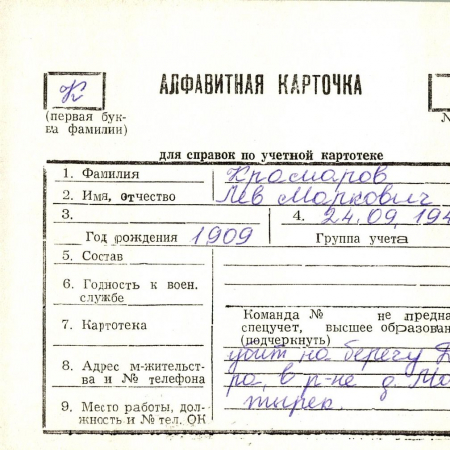 К АЛФАВИТНАЯ КАРТОЧКА
(первая бук-
ва фамилии)
для справок по учетной картотеке
1. Фамилия Крамаров
2. Имя, отчество Лев Маркович
3. 4. 24.09.194
Год рождения 1909 Группа учета
5. Состав
6. Годность к воен.
службе
7. Картотека
Команда № не предна
спецучет, высшее образован
(подчеркнуть)
8. Адрес м-жительст-
ва и № телефона
убит на берегу
ра, в р-не д.
9. Место работы, дол-
жность и № тел. ОК